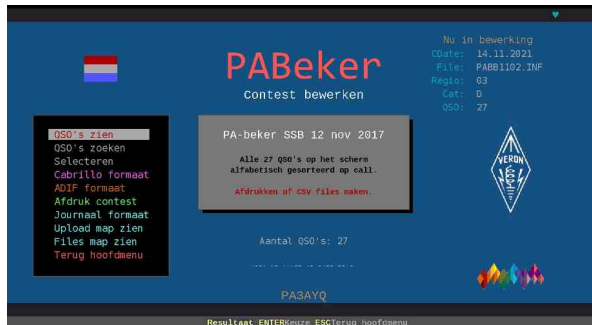 Nu in bewerking
CDate: 14.11.2021
File: PABB1102.INF
Regio: 03
Cat: D
QSO: 27
PABeker
Contest bewerken
QSO's zien
QSO's zoeken
Selecteren
Cabrillo formaat
ADIF formaat
Afdruk contest
Journaal formaat
Upload map zien
Files map zien
Terug hoofdmenu
PA-beker SSB 12 nov 2017
Alle 27 QSO's op het scherm
alfabetisch gesorteerd op call.
Afdrukken of CSV files maken.
VERON
Aantal QSO's: 27
PA3AYQ
Resultaat ENTERKeuze ESCTerug hoofdmenu